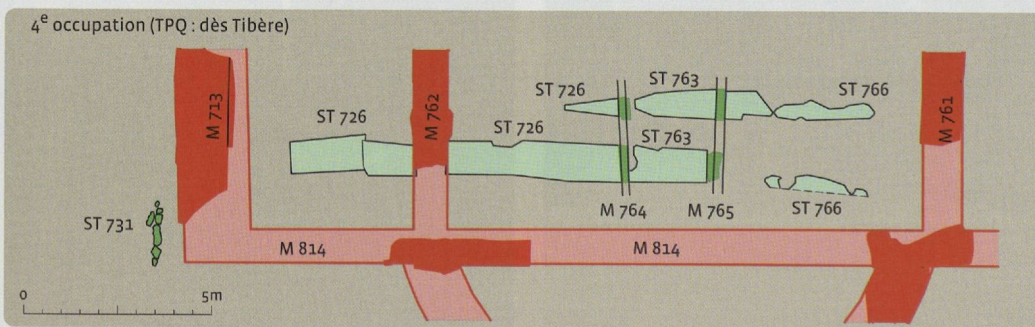 4e occupation (TPQ : dès Tibère)
M 713
M 762
M 761
ST 726
ST 726
ST 726
ST 763
ST 766
ST 763
M 764
M 765
ST 766
ST 731
M 814
M 814
0
5m